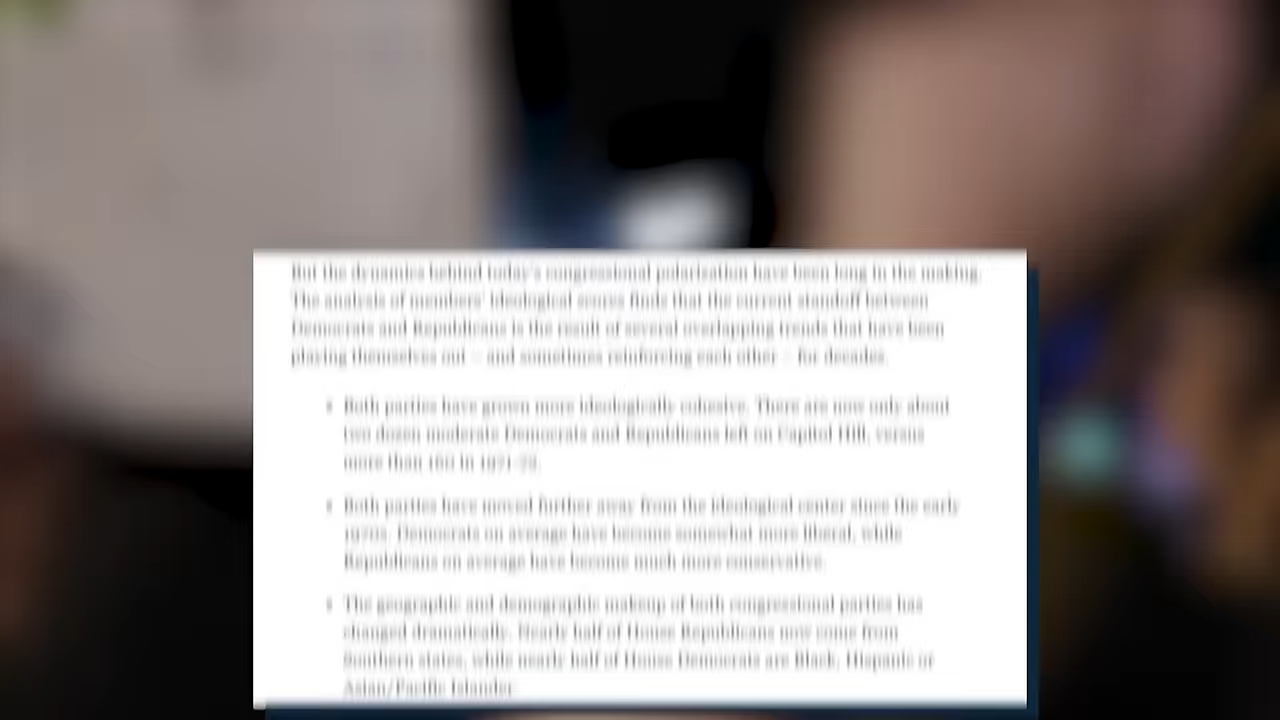 But the dynamics behind today's congressional polarization have been long in the making.
The analysis of members' ideological scores finds that the current standoff between
Democrats and Republicans is the result of several overlapping trends that have been
playing themselves out – and sometimes reinforcing each other – for decades.
• Both parties have grown more ideologically cohesive. There are now only about
two dozen moderate Democrats and Republicans left on Capitol Hill, versus
more than 160 in 1971-72.
• Both parties have moved further away from the ideological center since the early
1970s. Democrats on average have become somewhat more liberal, while
Republicans on average have become much more conservative.
• The geographic and demographic makeup of both congressional parties has
changed dramatically. Nearly half of House Republicans now come from
Southern states, while nearly half of House Democrats are Black, Hispanic or
Asian/Pacific Islander